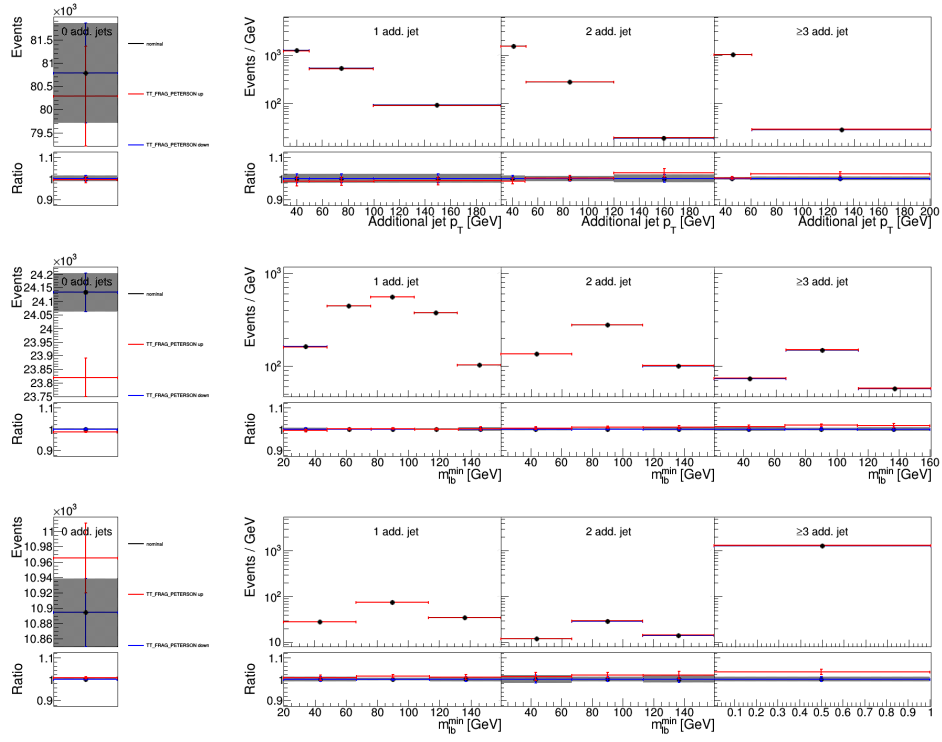 ×10³
Events
81.5
81
80.5
80
79.5
0 add. jets
nominal
TT_FRAG_PETERSON up
TT_FRAG_PETERSON down
Ratio
1.1
1
0.9
Events / GeV
10³
10²
1 add. jet
2 add. jet
≥3 add. jet
Ratio
1.1
1
0.9
40 60 80 100 120 140 160 180
40 60 80 100 120 140 160 180
40 60 80 100 120 140 160 180 200
Additional jet p_T [GeV]
Additional jet p_T [GeV]
Additional jet p_T [GeV]
×10³
Events
24.2
24.15
24.1
24.05
24
23.95
23.9
23.85
23.8
23.75
0 add. jets
nominal
TT_FRAG_PETERSON up
TT_FRAG_PETERSON down
Ratio
1.1
1
0.9
Events / GeV
10³
10²
1 add. jet
2 add. jet
≥3 add. jet
Ratio
1.1
1
0.9
20 40 60 80 100 120 140
40 60 80 100 120 140
40 60 80 100 120 140 160
m_lb^min [GeV]
m_lb^min [GeV]
m_lb^min [GeV]
×10³
Events
11
10.98
10.96
10.94
10.92
10.9
10.88
10.86
0 add. jets
nominal
TT_FRAG_PETERSON up
TT_FRAG_PETERSON down
Ratio
1.1
1
0.9
Events / GeV
10³
10²
10
1 add. jet
2 add. jet
≥3 add. jet
Ratio
1.1
1
0.9
20 40 60 80 100 120 140
40 60 80 100 120 140
0.1 0.2 0.3 0.4 0.5 0.6 0.7 0.8 0.9 1
m_lb^min [GeV]
m_lb^min [GeV]